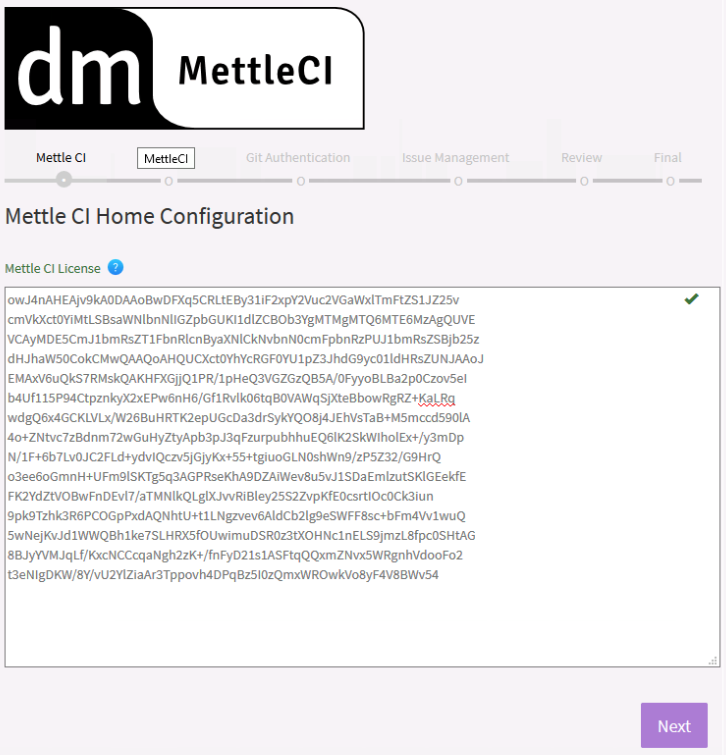 dm MettleCI
Mettle CI MettleCI Git Authentication Issue Management Review Final
Mettle CI Home Configuration
Mettle CI License ?
owJ4nAHEAjv9kA0DAAoBwDFXq5CRLtEBy31iF2xpY2Vuc2VGaWxlTmFtZS1JZ25v
cmVkXct0YiMtLSBsaWNlbnNlIGZpbGUKI1dlZCBOb3YgMTMgMTQ6MTE6MzAgQUVE
VCAyMDE5CmJ1bmRsZT1FbnRlcnByaXNlCkNvbnN0cmFpbnRzPUJ1bmRsZSBjb25z
dHJhaW50CokCMwQAAQoAHQUCXct0YhYcRGF0YU1pZ3JhdG9yc01ldHRsZUNJAAoJ
EMAxV6uQkS7RMskQAKHFXGjjQ1PR/1pHeQ3VGZGzQB5A/0FyyoBLBa2p0Czov5eI
b4Uf115P94CtpznkyX2xEPw6nH6/Gf1Rvlk06tqB0VAWqSjXteBbowRgRZ+KaLRq
wdgQ6x4GCKLVLx/W26BuHRTK2epUGcDa3drSykYQO8j4JEhVsTaB+M5mccd590lA
4o+ZNtvc7zBdnm72wGuHyZtyApb3pJ3qFzurpubhhuEQ6lK2SkWIholEx+/y3mDp
N/1F+6b7Lv0JC2FLd+ydvIQczv5jGjyKx+55+tgiuoGLN0shWn9/zP5Z32/G9HrQ
o3ee6oGmnH+UFm9lSKTg5q3AGPRseKhA9DZAiWev8u5vJ1SDaEmlzutSKlGEekfE
FK2YdZtVOBwFnDEvl7/aTMNlkQLglXJvvRiBley25S2ZvpKfE0csrtIOc0Ck3iun
9pk9Tzhk3R6PCOGpPxdAQNhtU+t1LNgzvev6AldCb2lg9eSWFF8sc+bFm4Vv1wuQ
5wNejKvJd1WWQBh1ke7SLHRX5fOUwimuDSR0z3tXOHNc1nELS9jmzL8fpc0SHtAG
8BJyYVMJqLf/KxcNCCcqaNgh2zK+/fnFyD21s1ASFtqQQxmZNvx5WRgnhVdooFo2
t3eNIgDKW/8Y/vU2YlZiaAr3Tppovh4DPqBz5I0zQmxWROwkVo8yF4V8BWv54
Next